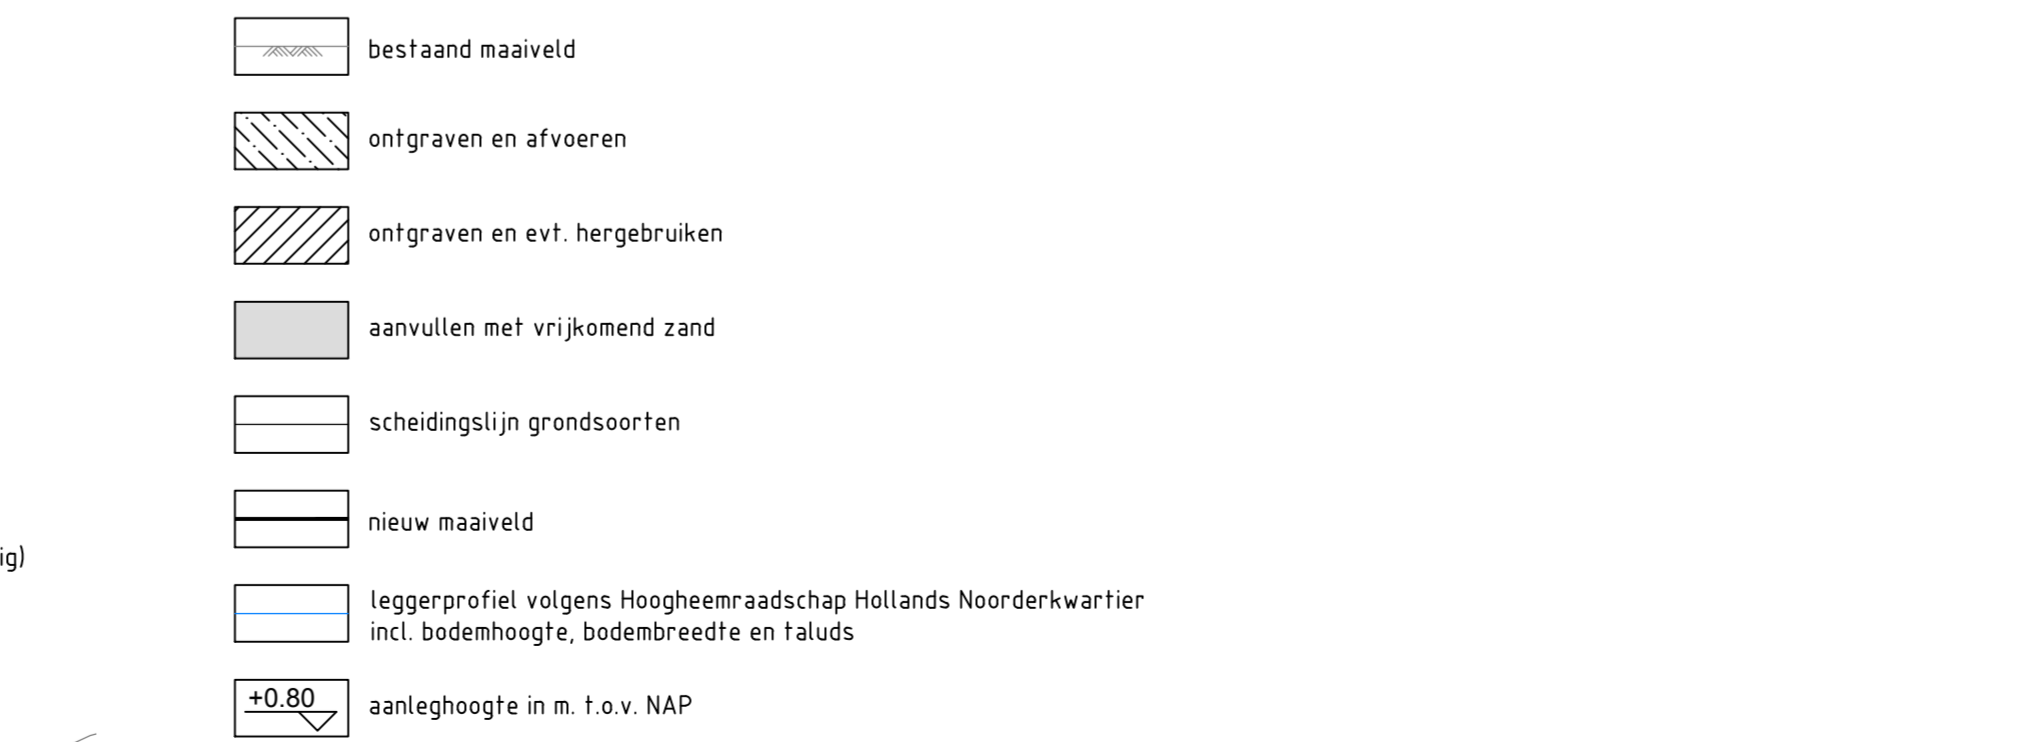 bestaand maaiveld
ontgraven en afvoeren
ontgraven en evt. hergebruiken
aanvullen met vrijkomend zand
scheidingslijn grondsoorten
nieuw maaiveld
ig)
leggerprofiel volgens Hoogheemraadschap Hollands Noorderkwartier
incl. bodemhoogte, bodembreedte en taluds
+0.80
aanleghoogte in m. t.o.v. NAP